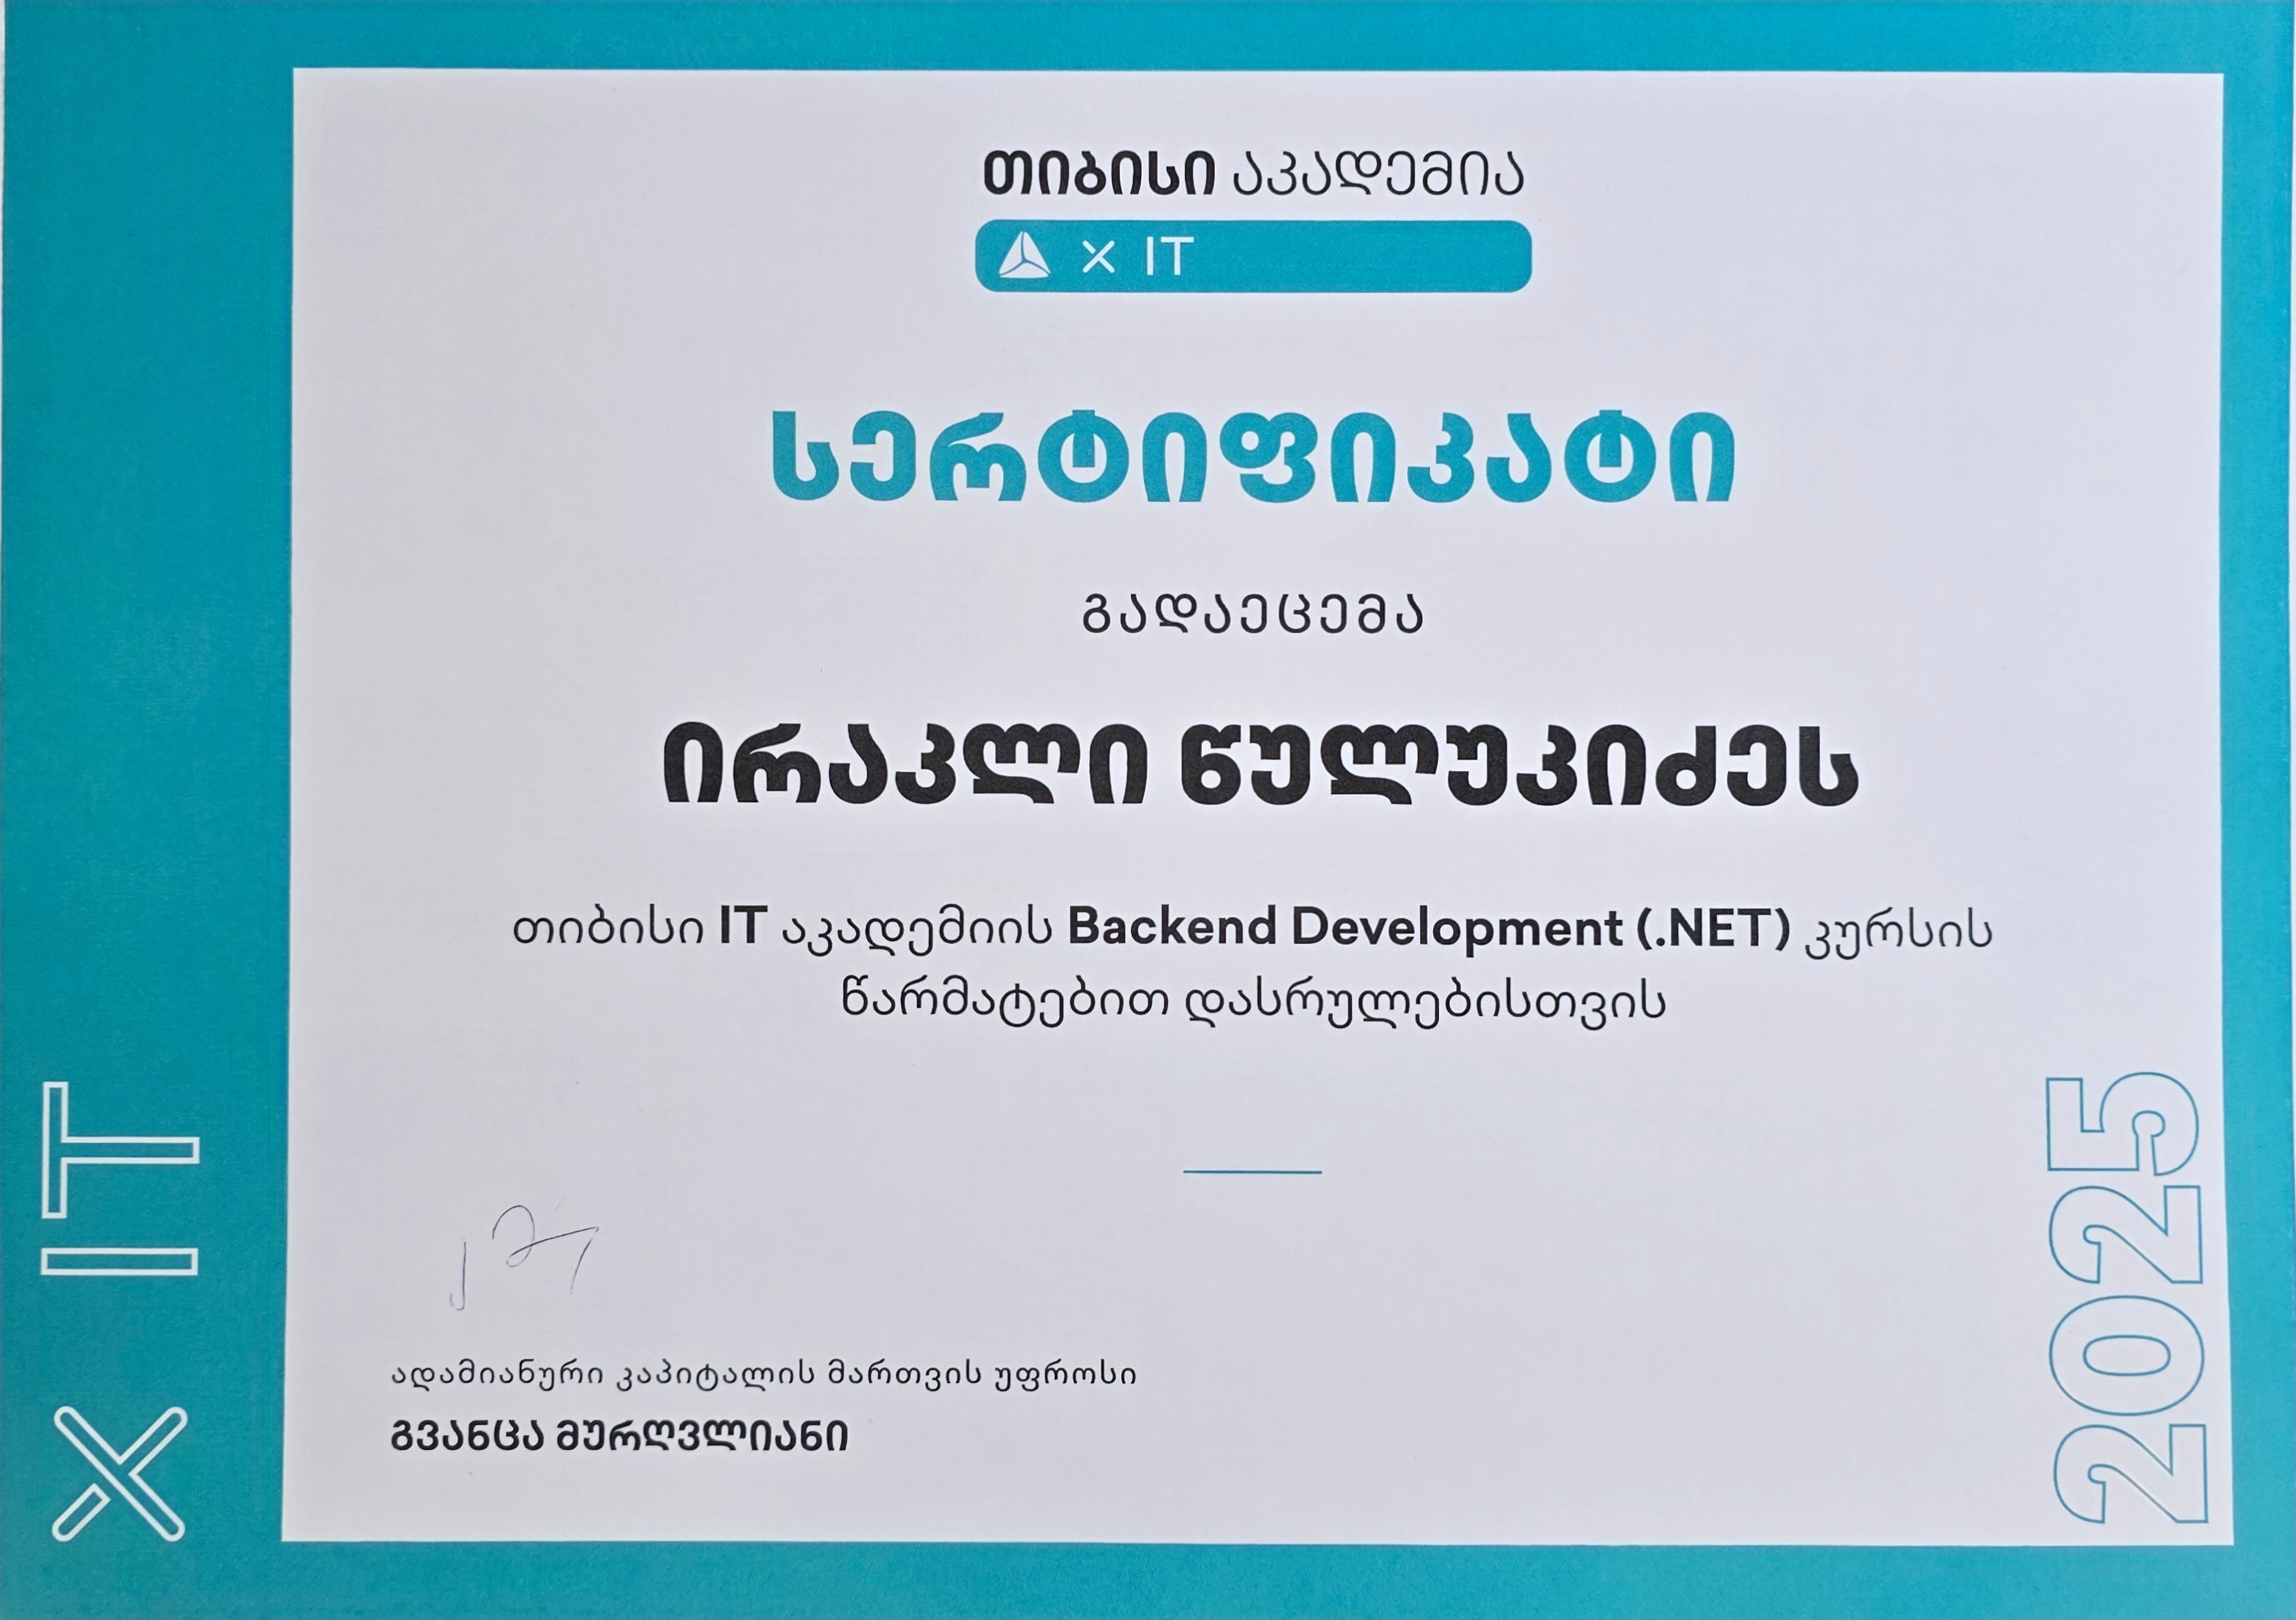 თიბისი აკადემია
X IT
სერტიფიკატი
გადაეცემა
ირაკლი წულუკიძეს
თიბისი IT აკადემიის Backend Development (.NET) კურსის
წარმატებით დასრულებისთვის
ადამიანური კაპიტალის მართვის უფროსი
გვანცა მურღვლიანი
X IT
2025